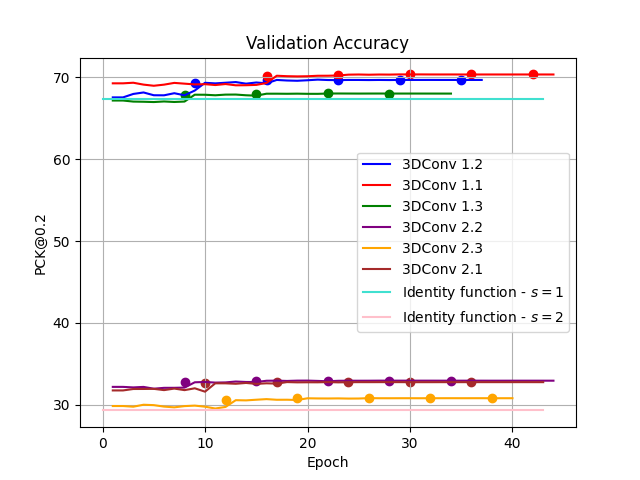 Validation Accuracy
PCK@0.2
70
60
50
40
30
0
10
20
30
40
Epoch
3DConv 1.2
3DConv 1.1
3DConv 1.3
3DConv 2.2
3DConv 2.3
3DConv 2.1
Identity function - s = 1
Identity function - s = 2